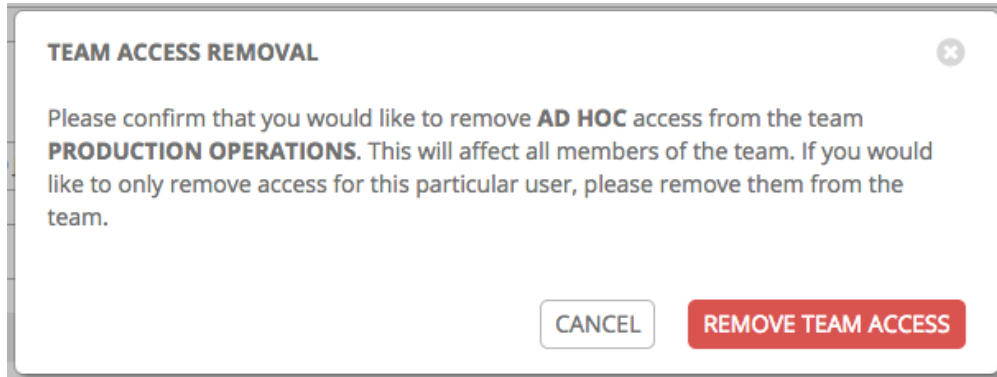 TEAM ACCESS REMOVAL
Please confirm that you would like to remove AD HOC access from the team
PRODUCTION OPERATIONS. This will affect all members of the team. If you would
like to only remove access for this particular user, please remove them from the
team.
CANCEL
REMOVE TEAM ACCESS